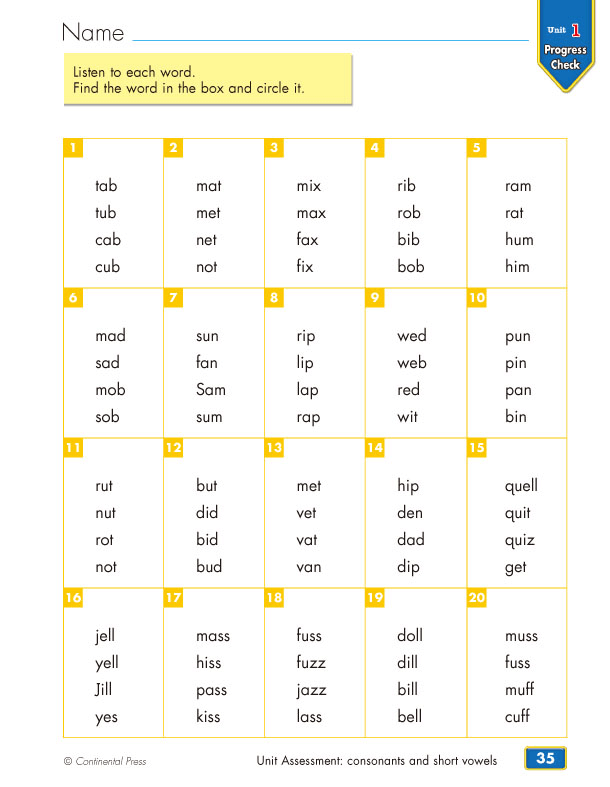 Name
Unit 1
Progress
Check
Listen to each word.
Find the word in the box and circle it.
1
tab
tub
cab
cub
2
mat
met
net
not
3
mix
max
fax
fix
4
rib
rob
bib
bob
5
ram
rat
hum
him
6
mad
sad
mob
sob
7
sun
fan
Sam
sum
8
rip
lip
lap
rap
9
wed
web
red
wit
10
pun
pin
pan
bin
11
rut
nut
rot
not
12
but
did
bid
bud
13
met
vet
vat
van
14
hip
den
dad
dip
15
quell
quit
quiz
get
16
jell
yell
Jill
yes
17
mass
hiss
pass
kiss
18
fuss
fuzz
jazz
lass
19
doll
dill
bill
bell
20
muss
fuss
muff
cuff
© Continental Press
Unit Assessment: consonants and short vowels
35